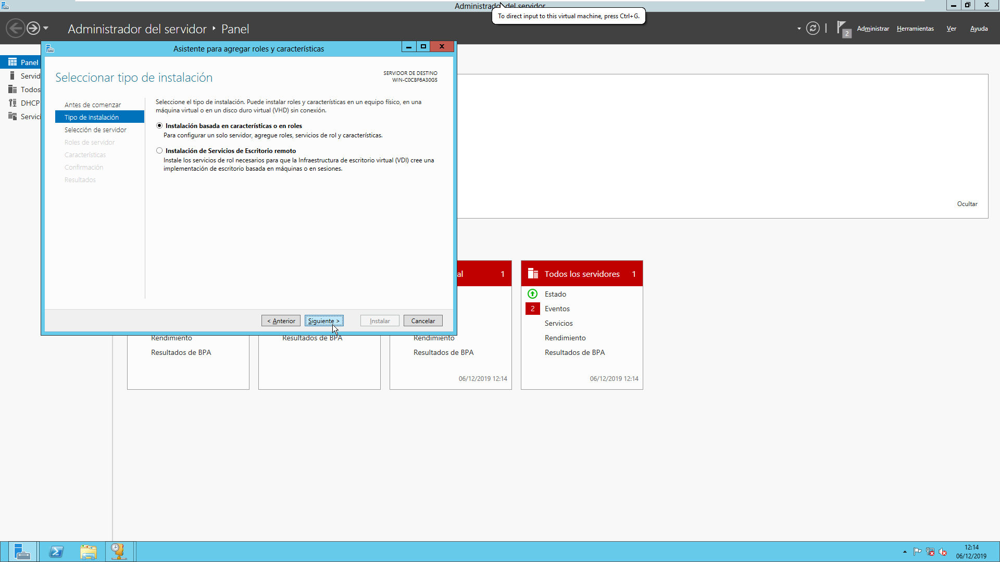 Administrador del servidor
To direct input to this virtual machine, press Ctrl+G.
Administrador del servidor ‣ Panel
2
Administrar
Herramientas
Ver
Ayuda
Panel
Servid
Todos
DHCP
Servici
Asistente para agregar roles y características
Seleccionar tipo de instalación
SERVIDOR DE DESTINO
WIN-C0CBF6A30G5
Antes de comenzar
Tipo de instalación
Selección de servidor
Roles de servidor
Características
Confirmación
Resultados
Seleccione el tipo de instalación. Puede instalar roles y características en un equipo físico, en una
máquina virtual o en un disco duro virtual (VHD) sin conexión.
Instalación basada en características o en roles
Para configurar un solo servidor, agregue roles, servicios de rol y características.
Instalación de Servicios de Escritorio remoto
Instale los servicios de rol necesarios para que la Infraestructura de escritorio virtual (VDI) cree una
implementación de escritorio basada en máquinas o en sesiones.
< Anterior
Siguiente >
Instalar
Cancelar
Ocultar
Rendimiento
Resultados de BPA
Resultados de BPA
al 1
Rendimiento
Resultados de BPA
06/12/2019 12:14
Todos los servidores 1
Estado
2 Eventos
Servicios
Rendimiento
Resultados de BPA
06/12/2019 12:14
12:14
06/12/2019